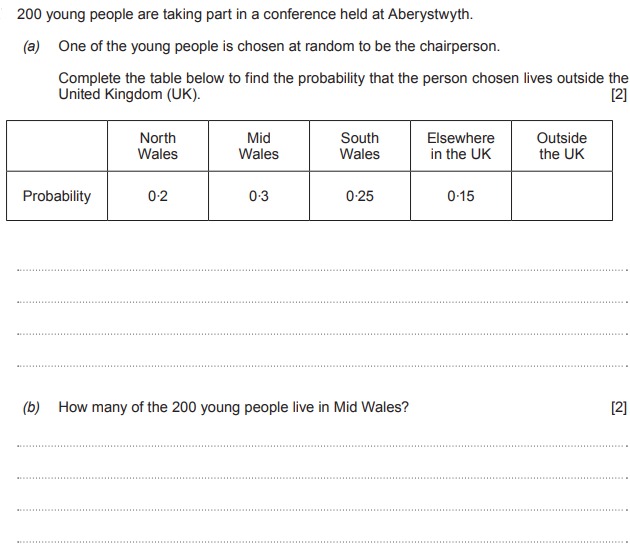 200 young people are taking part in a conference held at Aberystwyth.
(a) One of the young people is chosen at random to be the chairperson.
Complete the table below to find the probability that the person chosen lives outside the
United Kingdom (UK). [2]
North Mid South Elsewhere Outside
Wales Wales Wales in the UK the UK
Probability 0·2 0·3 0·25 0·15
(b) How many of the 200 young people live in Mid Wales? [2]